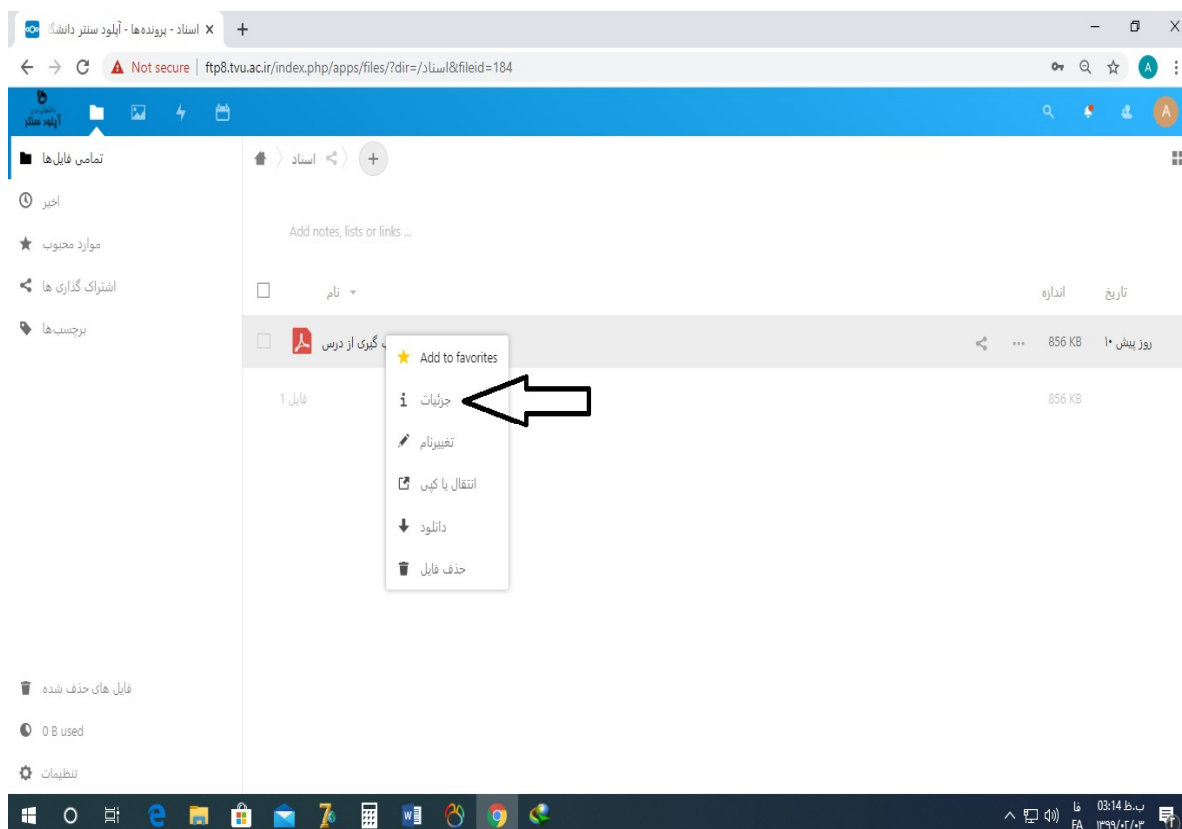 اسناد - پرونده‌ها - آپلود سنتر دانشگ
Not secure | ftp8.tvu.ac.ir/index.php/apps/files/?dir=/اسناد&fileid=184
آپلود سنتر
A
A
تمامی فایل‌ها
اخیر
موارد محبوب
اشتراک گذاری ها
برچسب‌ها
اسناد
Add notes, lists or links ...
نام
اندازه
تاریخ
گیری از درس
856 KB
۱۰ روز پیش
1 فایل
856 KB
Add to favorites
جزئیات
تغییرنام
انتقال یا کپی
دانلود
حذف فایل
فایل های حذف شده
0 B used
تنظیمات
فا
FA
03:14 ب.ظ
۱۳۹۹/۰۲/۰۳